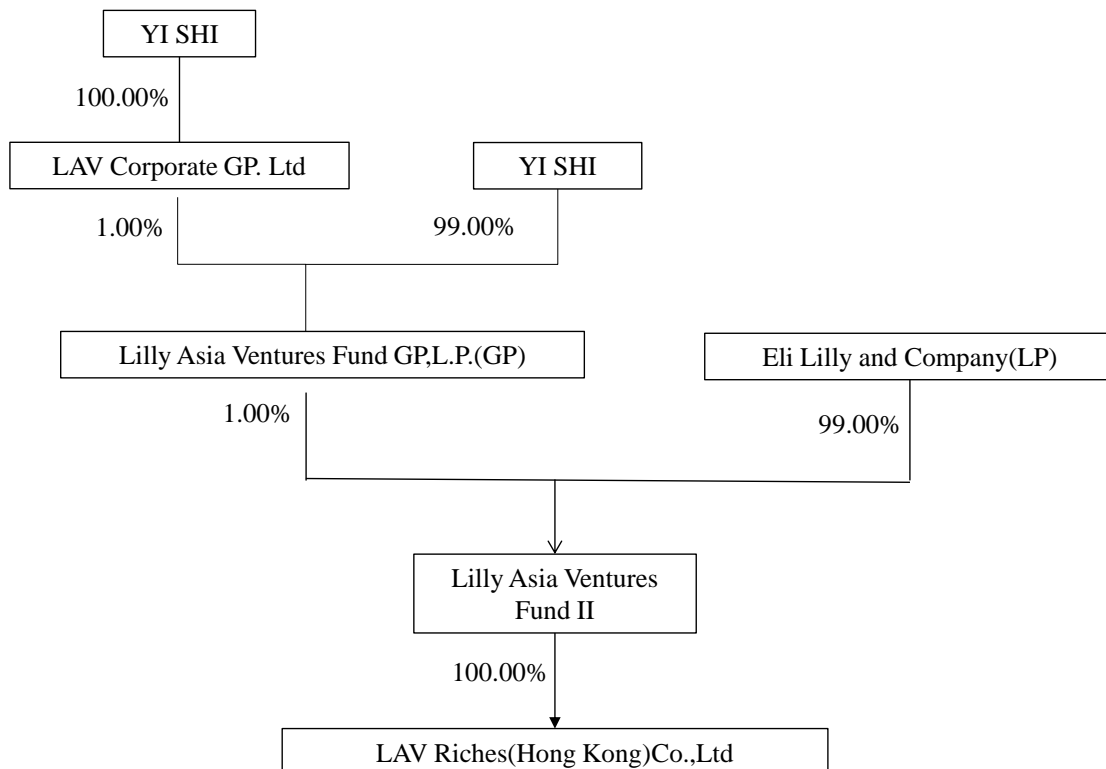 YI SHI
100.00%
LAV Corporate GP. Ltd
YI SHI
1.00%
99.00%
Lilly Asia Ventures Fund GP,L.P.(GP)
Eli Lilly and Company(LP)
1.00%
99.00%
Lilly Asia Ventures
Fund II
100.00%
LAV Riches(Hong Kong)Co.,Ltd